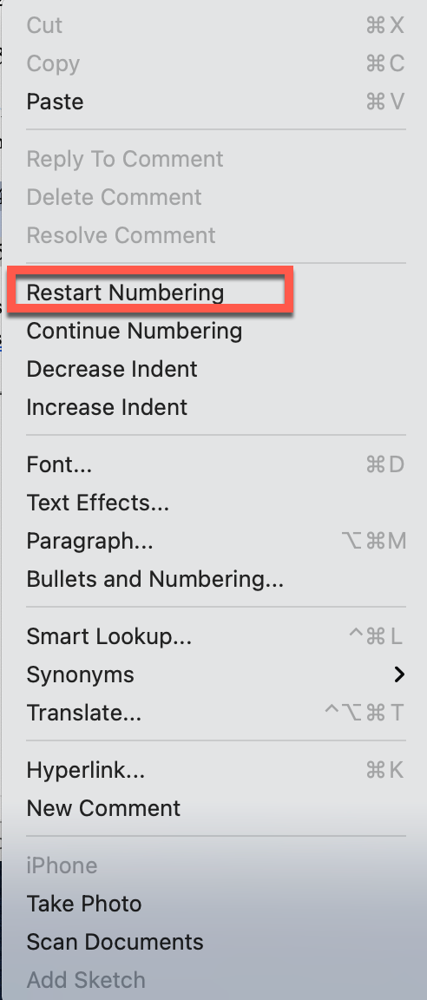 Cut ⌘X
Copy ⌘C
Paste ⌘V
Reply To Comment
Delete Comment
Resolve Comment
Restart Numbering
Continue Numbering
Decrease Indent
Increase Indent
Font... ⌘D
Text Effects...
Paragraph... ⌥⌘M
Bullets and Numbering...
Smart Lookup... ^⌘L
Synonyms
Translate... ^⌥⌘T
Hyperlink... ⌘K
New Comment
iPhone
Take Photo
Scan Documents
Add Sketch